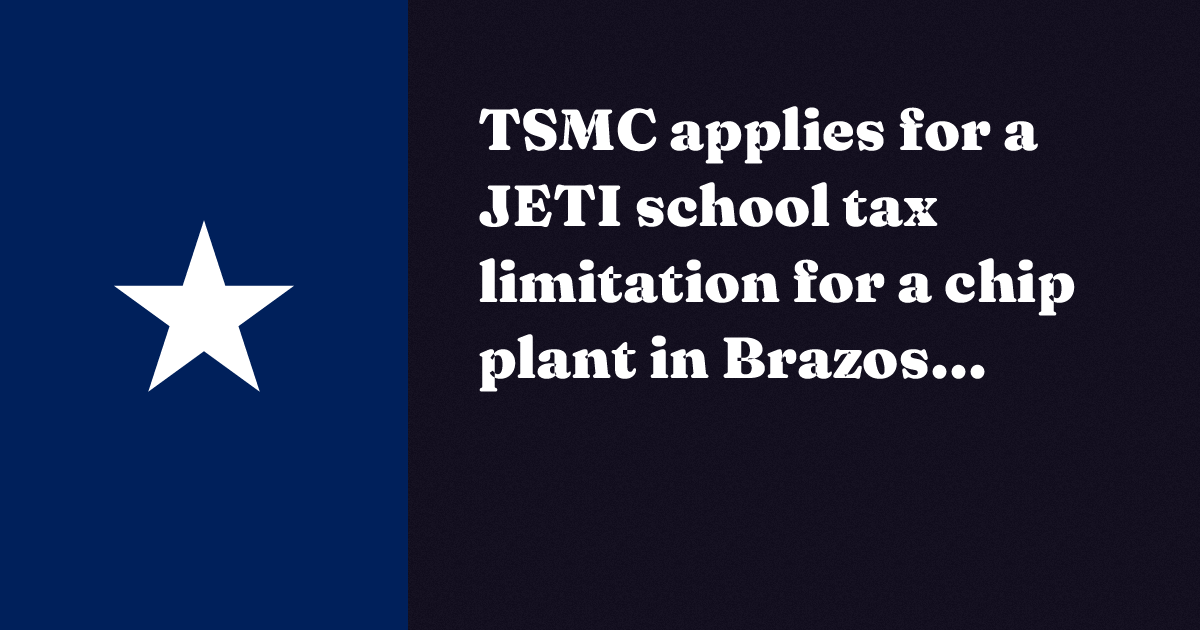 TSMC applies for a
JETI school tax
limitation for a chip
plant in Brazos...